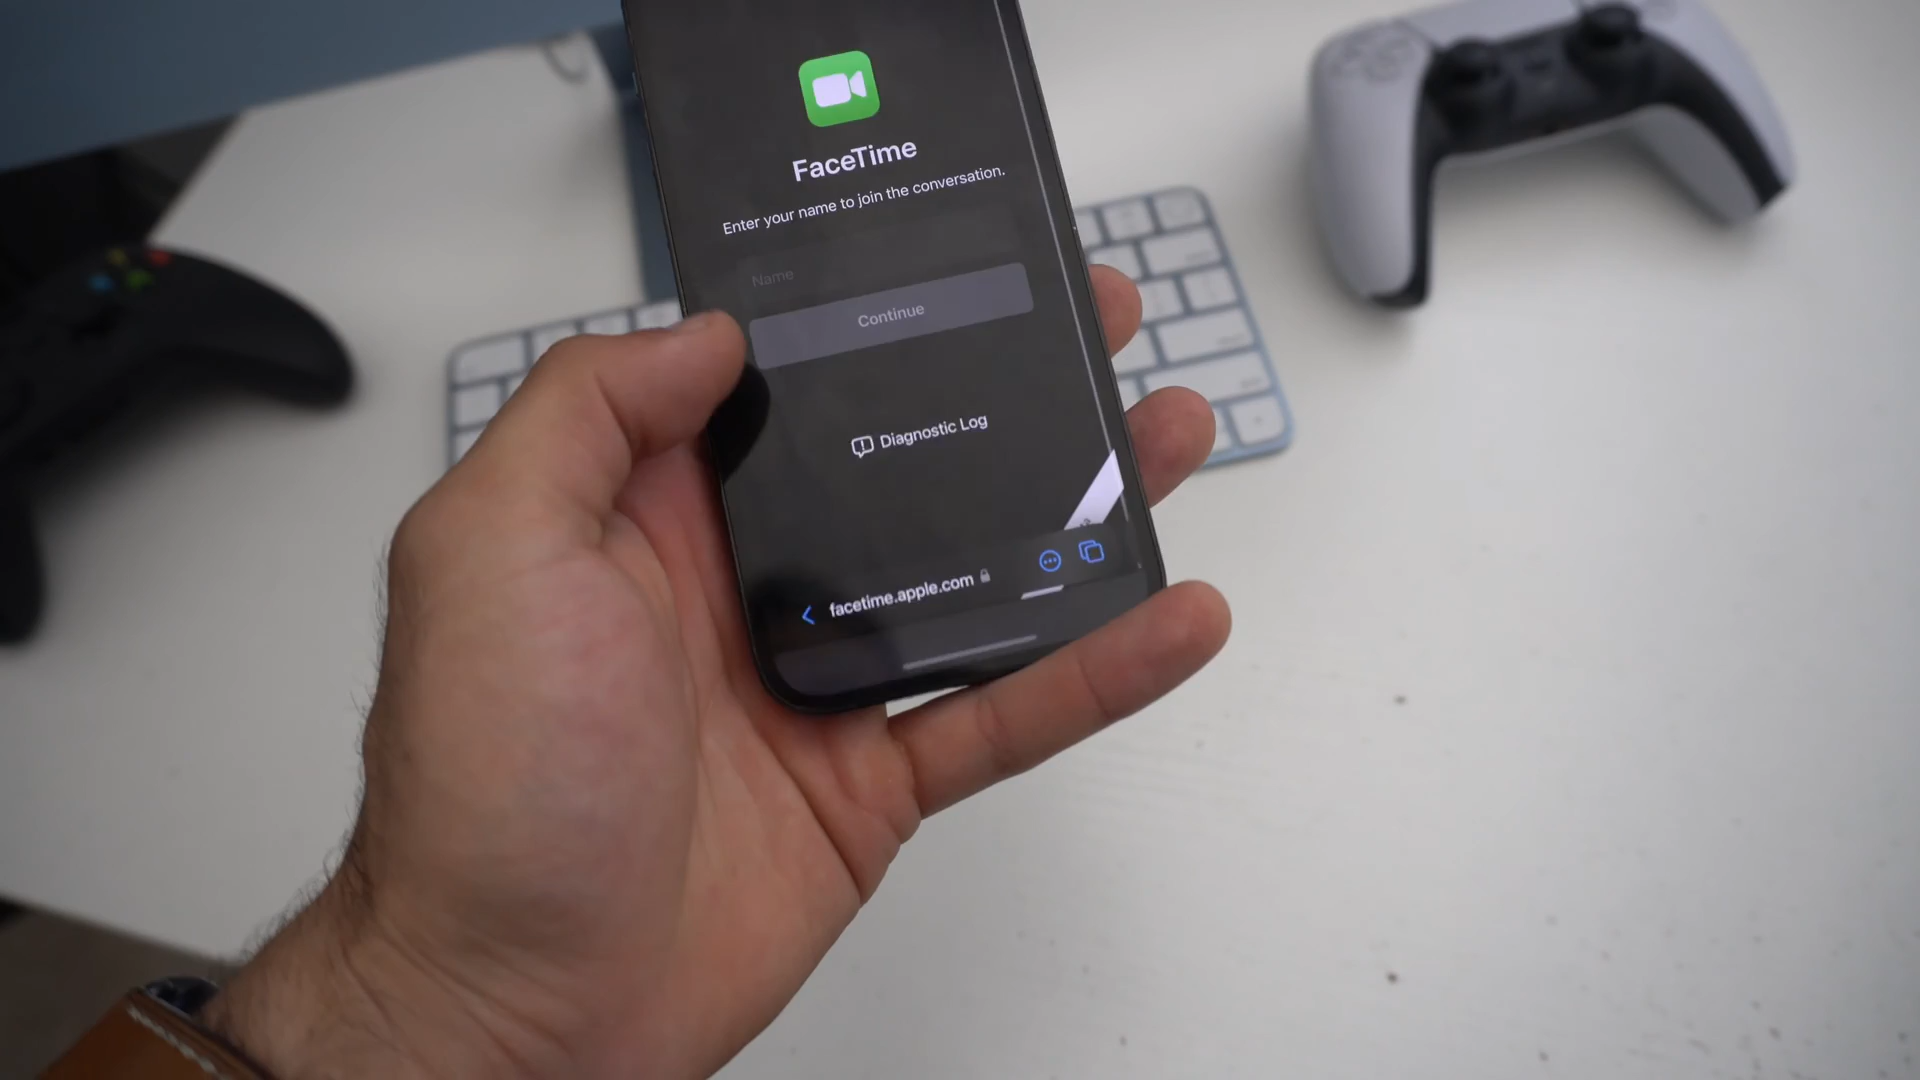 FaceTime
Enter your name to join the conversation.
Name
Continue
Diagnostic Log
facetime.apple.com